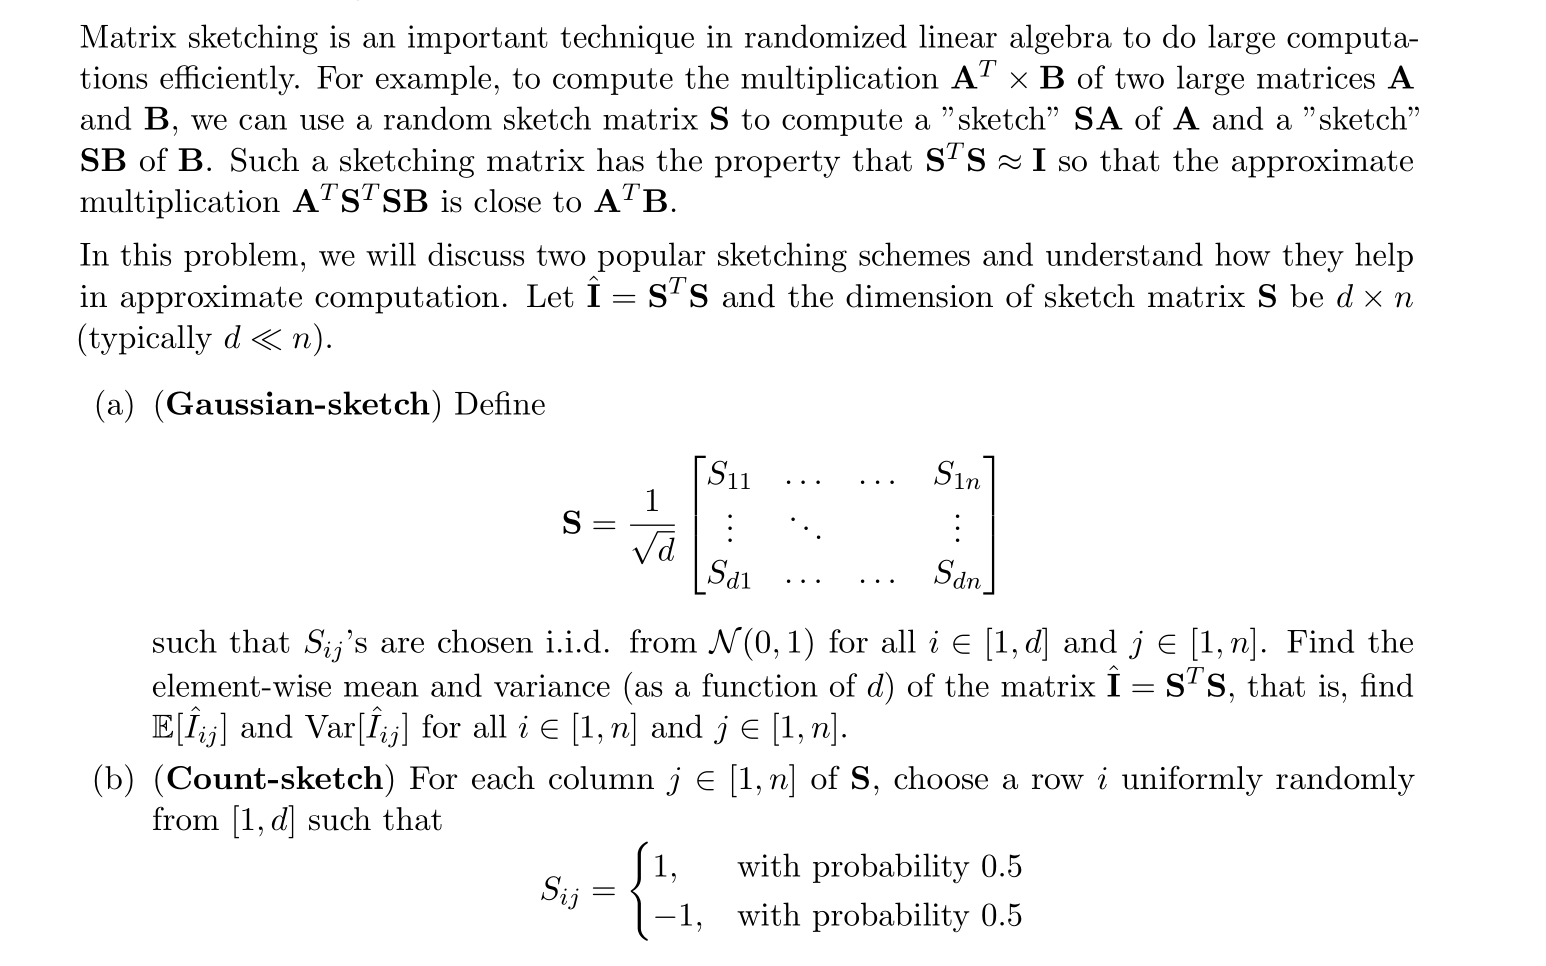 Matrix sketching is an important technique in randomized linear algebra to do large computa-
tions efficiently. For example, to compute the multiplication $\mathbf{A}^T \times \mathbf{B}$ of two large matrices $\mathbf{A}$
and $\mathbf{B}$, we can use a random sketch matrix $\mathbf{S}$ to compute a ”sketch” $\mathbf{SA}$ of $\mathbf{A}$ and a ”sketch”
$\mathbf{SB}$ of $\mathbf{B}$. Such a sketching matrix has the property that $\mathbf{S}^T\mathbf{S} \approx \mathbf{I}$ so that the approximate
multiplication $\mathbf{A}^T\mathbf{S}^T\mathbf{SB}$ is close to $\mathbf{A}^T\mathbf{B}$.
In this problem, we will discuss two popular sketching schemes and understand how they help
in approximate computation. Let $\hat{\mathbf{I}} = \mathbf{S}^T\mathbf{S}$ and the dimension of sketch matrix $\mathbf{S}$ be $d \times n$
(typically $d \ll n$).
(a) (Gaussian-sketch) Define
$\mathbf{S} = \frac{1}{\sqrt{d}} \begin{bmatrix} S_{11} & \dots & \dots & S_{1n} \\ \vdots & \ddots & & \vdots \\ S_{d1} & \dots & \dots & S_{dn} \end{bmatrix}$
such that $S_{ij}$’s are chosen i.i.d. from $\mathcal{N}(0, 1)$ for all $i \in [1, d]$ and $j \in [1, n]$. Find the
element-wise mean and variance (as a function of $d$) of the matrix $\hat{\mathbf{I}} = \mathbf{S}^T\mathbf{S}$, that is, find
$\mathbb{E}[\hat{I}_{ij}]$ and $\text{Var}[\hat{I}_{ij}]$ for all $i \in [1, n]$ and $j \in [1, n]$.
(b) (Count-sketch) For each column $j \in [1, n]$ of $\mathbf{S}$, choose a row $i$ uniformly randomly
from $[1, d]$ such that
$S_{ij} = \begin{cases} 1, & \text{with probability } 0.5 \\ -1, & \text{with probability } 0.5 \end{cases}$